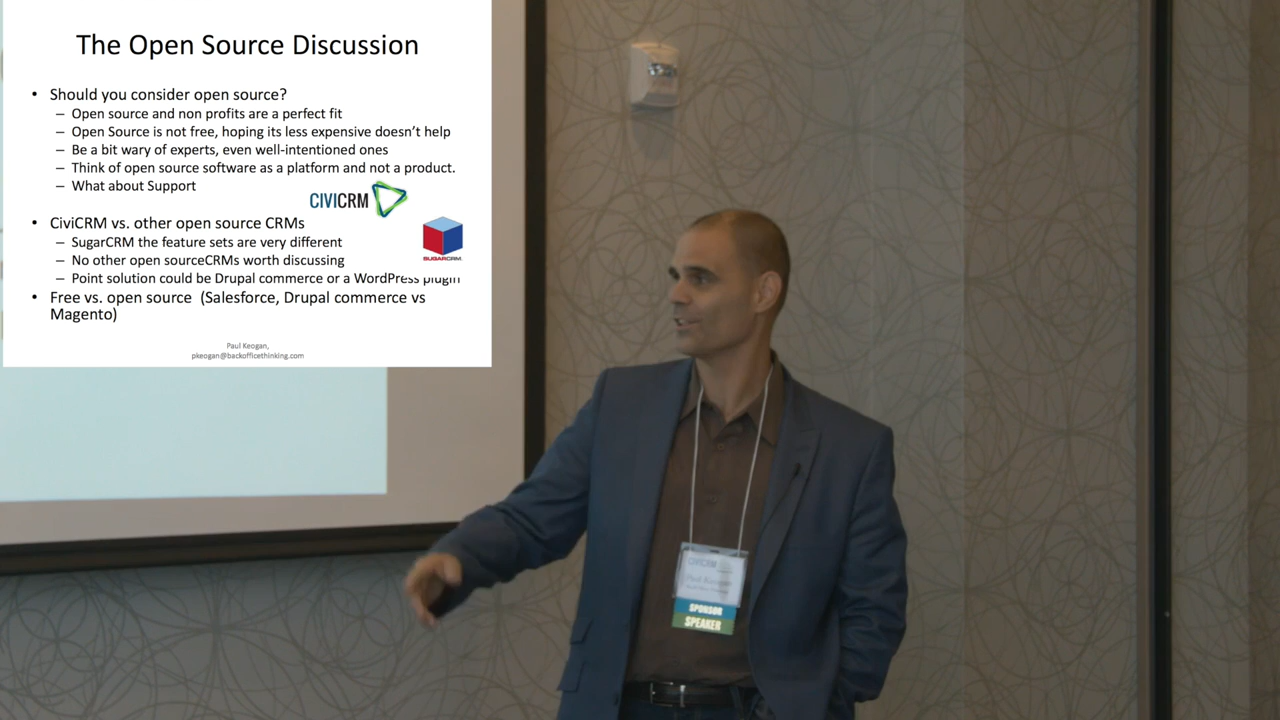 The Open Source Discussion
• Should you consider open source?
– Open source and non profits are a perfect fit
– Open Source is not free, hoping its less expensive doesn't help
– Be a bit wary of experts, even well-intentioned ones
– Think of open source software as a platform and not a product.
– What about Support
CIVICRM
• CiviCRM vs. other open source CRMs
– SugarCRM the feature sets are very different
– No other open sourceCRMs worth discussing
SUGARCRM
– Point solution could be Drupal commerce or a WordPress plugin
• Free vs. open source (Salesforce, Drupal commerce vs
Magento)
Paul Keogan,
pkeogan@backofficethinking.com
CIVICRM
Paul Keogan
SPONSOR
SPEAKER